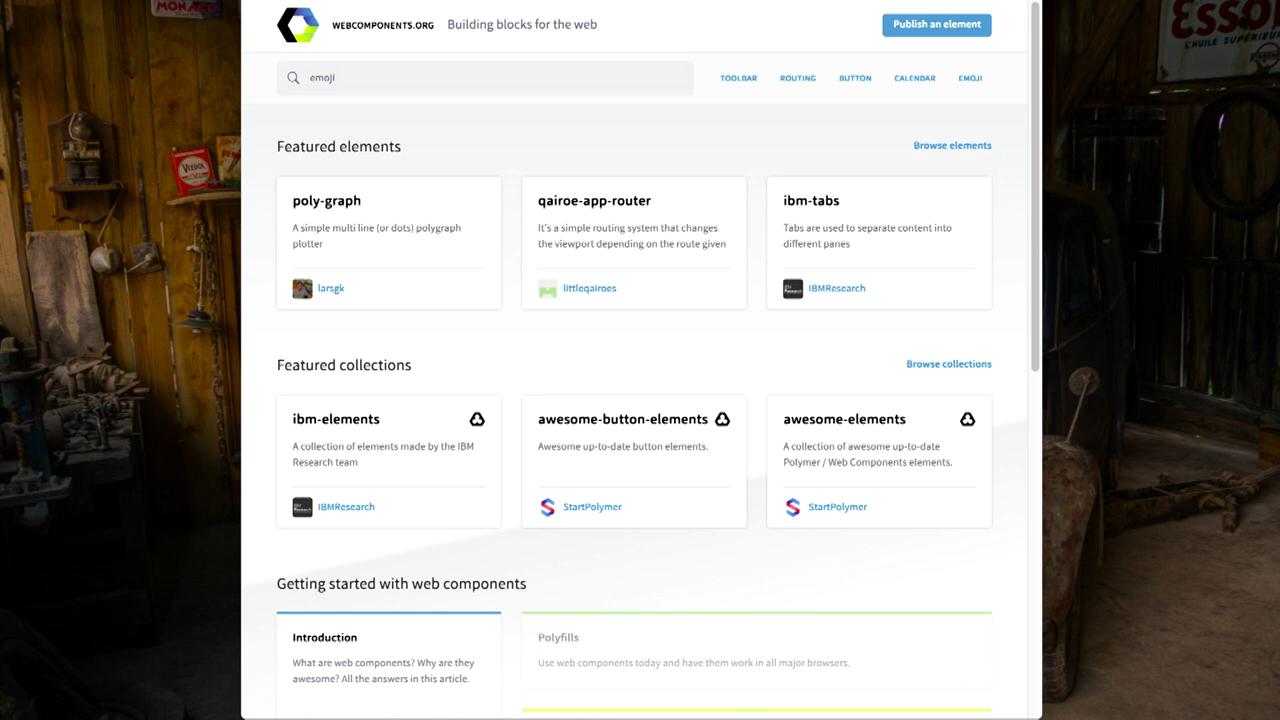 MONACO
ESSO
L'HUILE SUPÉRIEURE
VEEDOL
WEBCOMPONENTS.ORG Building blocks for the web Publish an element
emoji TOOLBAR ROUTING BUTTON CALENDAR EMOJI
Featured elements Browse elements
poly-graph
A simple multi line (or dots) polygraph
plotter
larsgk
qairoe-app-router
It's a simple routing system that changes
the viewport depending on the route given
littleqairoes
ibm-tabs
Tabs are used to separate content into
different panes
IBMResearch
Featured collections Browse collections
ibm-elements
A collection of elements made by the IBM
Research team
IBMResearch
awesome-button-elements
Awesome up-to-date button elements.
StartPolymer
awesome-elements
A collection of awesome up-to-date
Polymer / Web Components elements.
StartPolymer
Getting started with web components
Introduction
What are web components? Why are they
awesome? All the answers in this article.
Polyfills
Use web components today and have them work in all major browsers.